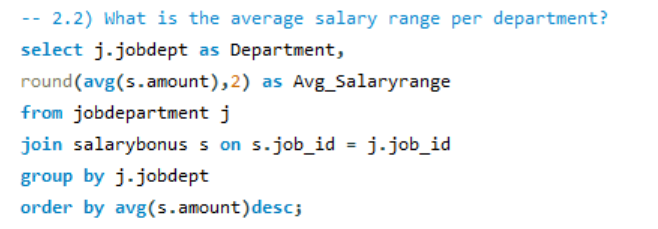 -- 2.2) What is the average salary range per department?
select j.jobdept as Department,
round(avg(s.amount),2) as Avg_Salaryrange
from jobdepartment j
join salarybonus s on s.job_id = j.job_id
group by j.jobdept
order by avg(s.amount)desc;